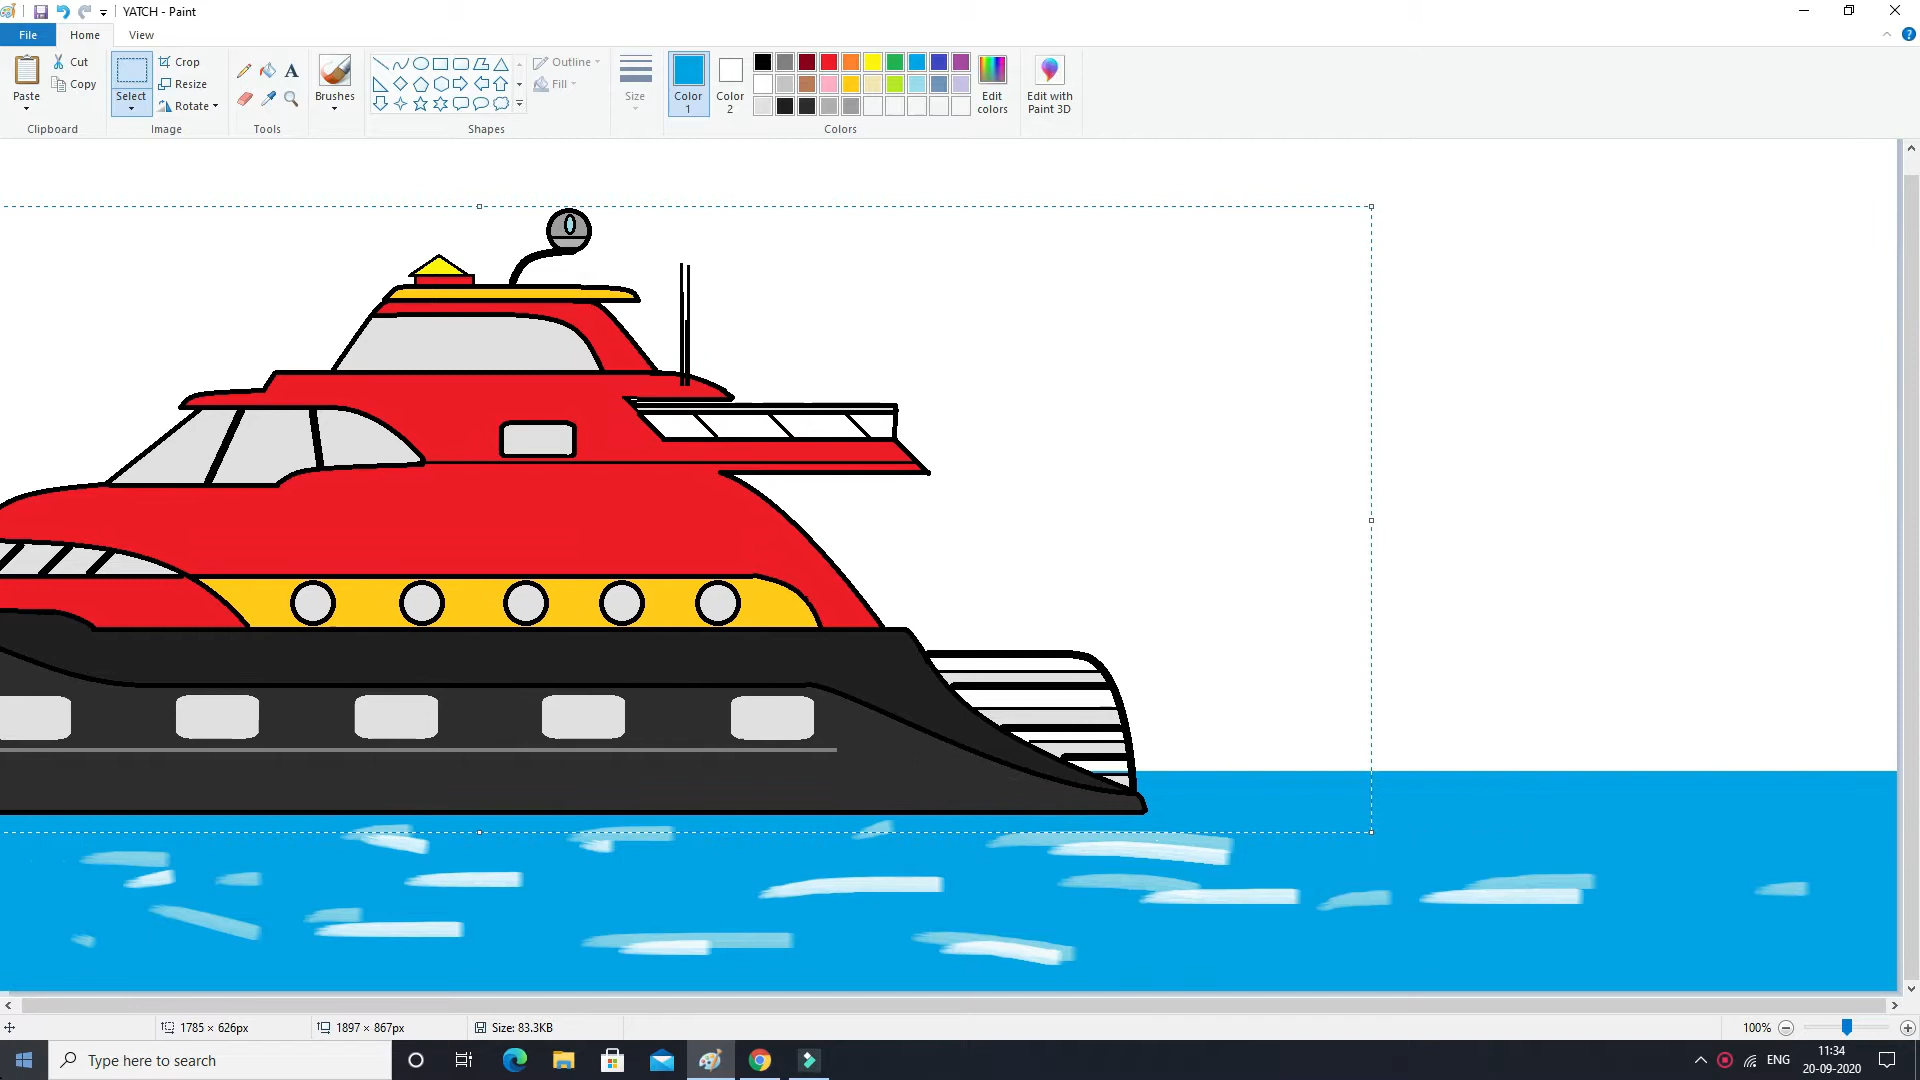 YATCH - Paint
File
Home
View
Paste
Cut
Copy
Clipboard
Select
Crop
Resize
Rotate
Image
Tools
Brushes
Shapes
Outline
Fill
Size
Color 1
Color 2
Edit colors
Colors
Edit with Paint 3D
1785 × 626px
1897 × 867px
Size: 83.3KB
100%
Type here to search
ENG
11:34
20-09-2020